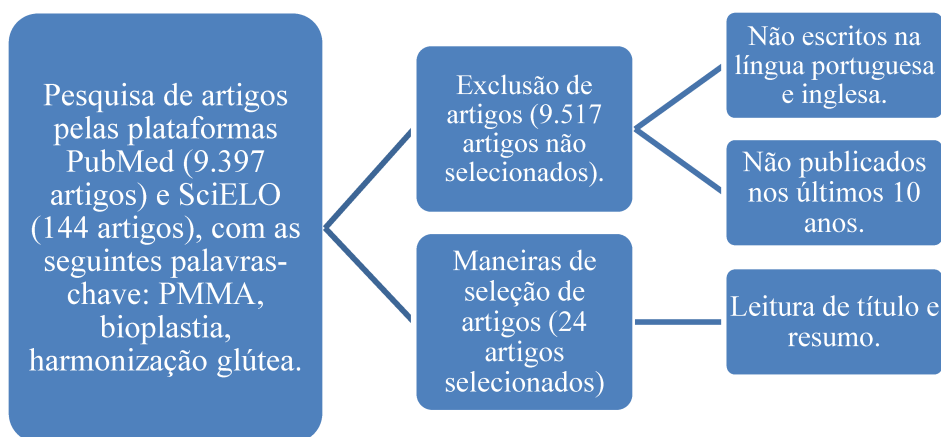 Pesquisa de artigos
pelas plataformas
PubMed (9.397
artigos) e SciELO
(144 artigos), com as
seguintes palavras-
chave: PMMA,
bioplastia,
harmonização glútea.
Exclusão de
artigos (9.517
artigos não
selecionados).
Não escritos na
língua portuguesa
e inglesa.
Não publicados
nos últimos 10
anos.
Maneiras de
seleção de
artigos (24
artigos
selecionados)
Leitura de título e
resumo.